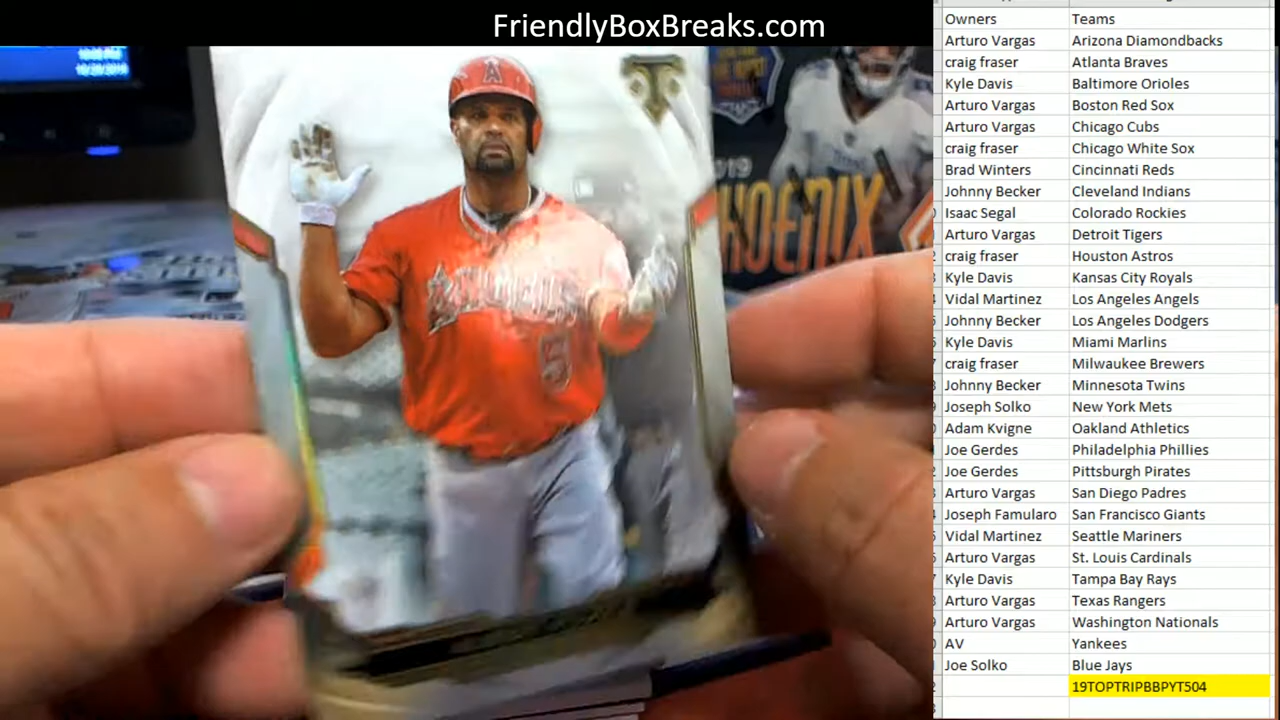 FriendlyBoxBreaks.com
Owners Teams
Arturo Vargas Arizona Diamondbacks
craig fraser Atlanta Braves
Kyle Davis Baltimore Orioles
Arturo Vargas Boston Red Sox
Arturo Vargas Chicago Cubs
craig fraser Chicago White Sox
Brad Winters Cincinnati Reds
Johnny Becker Cleveland Indians
Isaac Segal Colorado Rockies
Arturo Vargas Detroit Tigers
craig fraser Houston Astros
Kyle Davis Kansas City Royals
Vidal Martinez Los Angeles Angels
Johnny Becker Los Angeles Dodgers
Kyle Davis Miami Marlins
craig fraser Milwaukee Brewers
Johnny Becker Minnesota Twins
Joseph Solko New York Mets
Adam Kvigne Oakland Athletics
Joe Gerdes Philadelphia Phillies
Joe Gerdes Pittsburgh Pirates
Arturo Vargas San Diego Padres
Joseph Famularo San Francisco Giants
Vidal Martinez Seattle Mariners
Arturo Vargas St. Louis Cardinals
Kyle Davis Tampa Bay Rays
Arturo Vargas Texas Rangers
Arturo Vargas Washington Nationals
AV Yankees
Joe Solko Blue Jays
19TOPTRIPBBPYT504
A
ANGELS
5
HOENIX